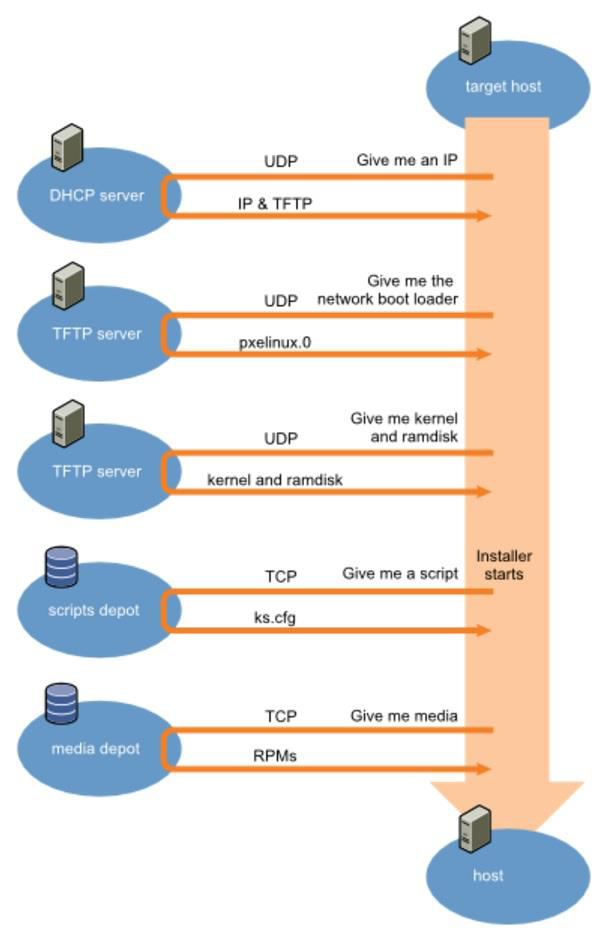 target host
UDP Give me an IP
DHCP server
IP & TFTP
Give me the
UDP network boot loader
TFTP server
pxelinux.0
Give me kernel
UDP and ramdisk
TFTP server
kernel and ramdisk
Installer
starts
TCP Give me a script
scripts depot
ks.cfg
TCP Give me media
media depot
RPMs
host